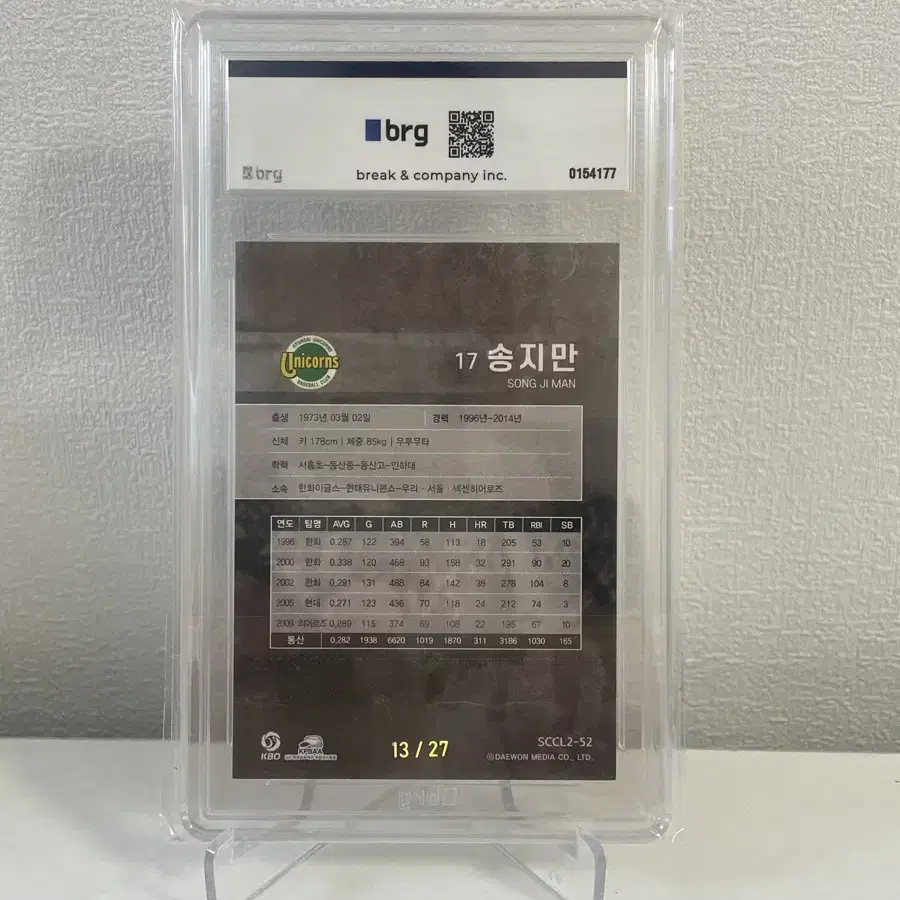 brg
brg
break & company inc.
0154177
HYUNDAI UNICORNS
Unicorns
BASEBALL CLUB
17 송지만
SONG JI MAN
출생 1973년 03월 02일 경력 1996년-2014년
신체 키 178cm | 체중 85kg | 우투우타
학력 서흥초-동산중-동산고-인하대
소속 한화이글스-현대유니콘스-우리 · 서울 · 넥센히어로즈
연도 팀명 AVG G AB R H HR TB RBI SB
1996 한화 0.287 122 394 58 113 18 205 53 10
2000 한화 0.338 120 468 93 158 32 291 90 20
2002 한화 0.291 131 488 84 142 38 278 104 8
2005 현대 0.271 123 436 70 118 24 212 74 3
2009 히어로즈 0.289 115 374 69 108 22 195 67 10
통산 0.282 1938 6620 1019 1870 311 3186 1030 165
KBO
KPBAA
13 / 27
SCCL2-52
©DAEWON MEDIA CO., LTD.